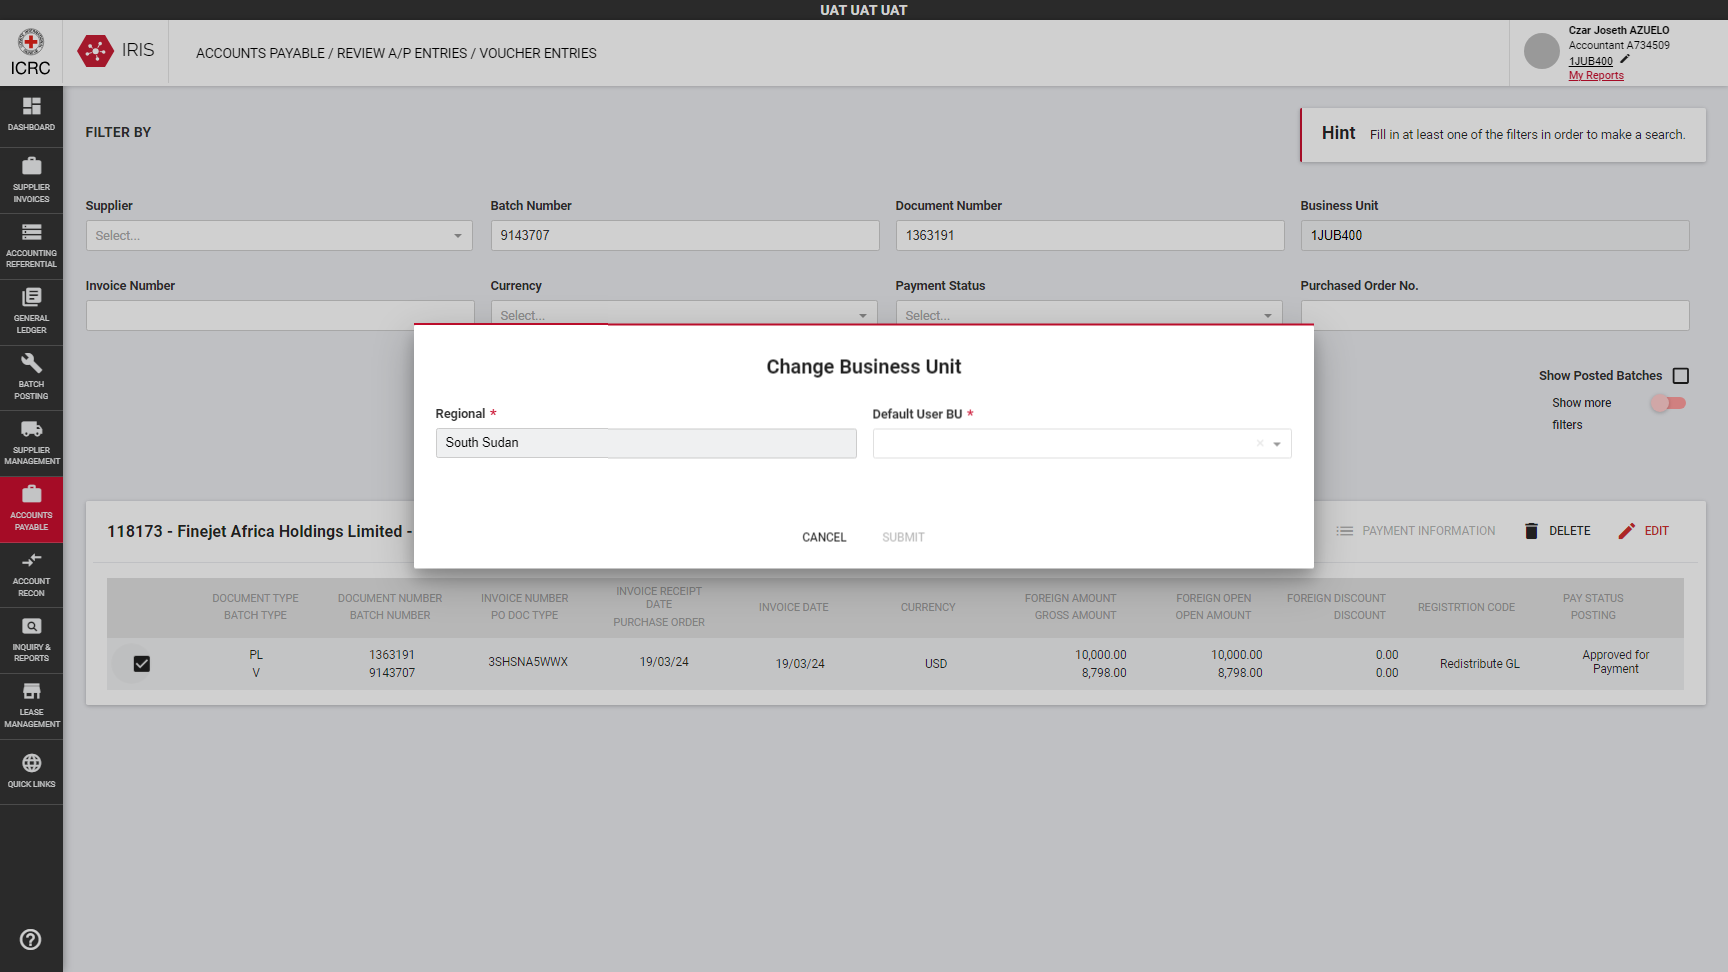 UAT UAT UAT
ICRC
IRIS
ACCOUNTS PAYABLE / REVIEW A/P ENTRIES / VOUCHER ENTRIES
Czar Joseth AZUELO
Accountant A734509
1JUB400
My Reports
DASHBOARD
SUPPLIER
INVOICES
ACCOUNTING
REFERENTIAL
GENERAL
LEDGER
BATCH
POSTING
SUPPLIER
MANAGEMENT
ACCOUNTS
PAYABLE
ACCOUNT
RECON
INQUIRY &
REPORTS
LEASE
MANAGEMENT
QUICK LINKS
FILTER BY
Hint Fill in at least one of the filters in order to make a search.
Supplier Batch Number Document Number Business Unit
Select... 9143707 1363191 1JUB400
Invoice Number Currency Payment Status Purchased Order No.
Select... Select...
Show Posted Batches
Show more
filters
Change Business Unit
Regional * Default User BU *
South Sudan
CANCEL SUBMIT
118173 - Finejet Africa Holdings Limited -
PAYMENT INFORMATION DELETE EDIT
DOCUMENT TYPE
BATCH TYPE
DOCUMENT NUMBER
BATCH NUMBER
INVOICE NUMBER
PO DOC TYPE
INVOICE RECEIPT
DATE
PURCHASE ORDER
INVOICE DATE
CURRENCY
FOREIGN AMOUNT
GROSS AMOUNT
FOREIGN OPEN
OPEN AMOUNT
FOREIGN DISCOUNT
DISCOUNT
REGISTRTION CODE
PAY STATUS
POSTING
PL
V
1363191
9143707
3SHSNA5WWX
19/03/24
19/03/24
USD
10,000.00
8,798.00
10,000.00
8,798.00
0.00
0.00
Redistribute GL
Approved for
Payment